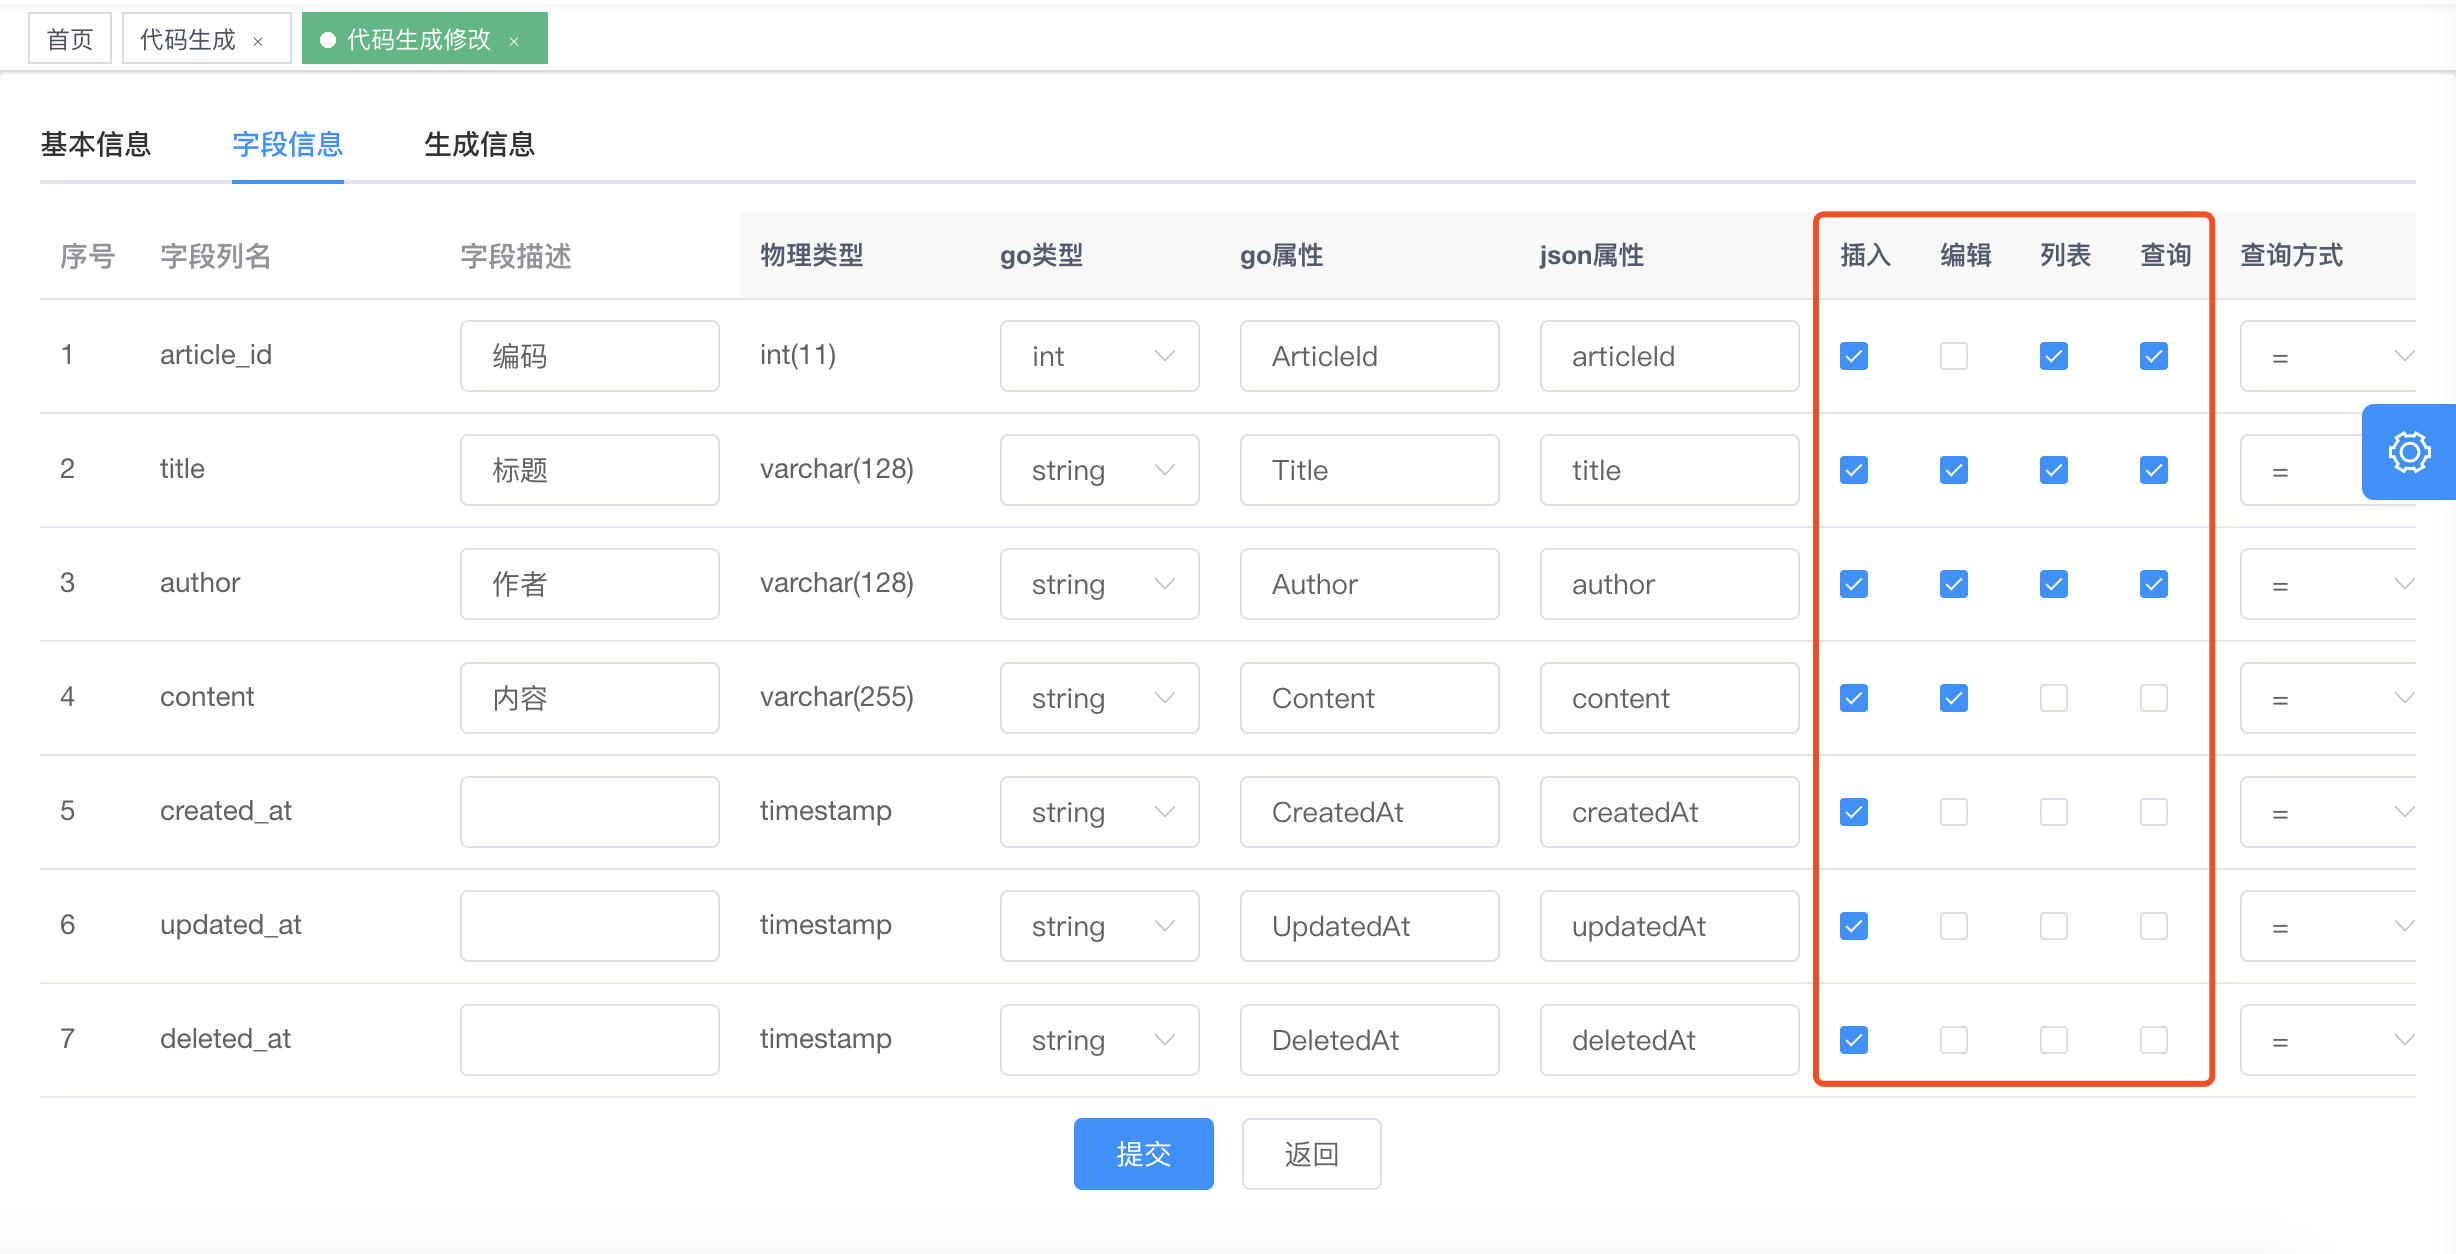 首页 代码生成 × 代码生成修改 ×
基本信息 字段信息 生成信息
序号 字段列名 字段描述 物理类型 go类型 go属性 json属性 插入 编辑 列表 查询 查询方式
1 article_id 编码 int(11) int ArticleId articleId =
2 title 标题 varchar(128) string Title title =
3 author 作者 varchar(128) string Author author =
4 content 内容 varchar(255) string Content content =
5 created_at timestamp string CreatedAt createdAt =
6 updated_at timestamp string UpdatedAt updatedAt =
7 deleted_at timestamp string DeletedAt deletedAt =
提交 返回